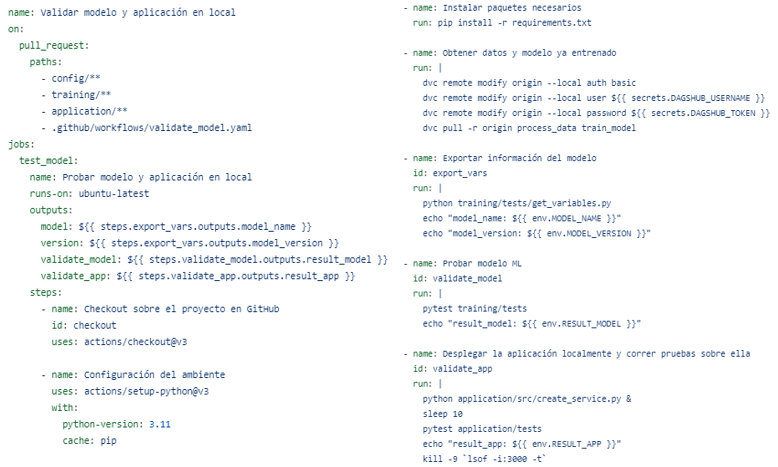 name: Validar modelo y aplicación en local
on:
pull_request:
paths:
- config/**
- training/**
- application/**
- .github/workflows/validate_model.yaml
jobs:
test_model:
name: Probar modelo y aplicación en local
runs-on: ubuntu-latest
outputs:
model: ${{ steps.export_vars.outputs.model_name }}
version: ${{ steps.export_vars.outputs.model_version }}
validate_model: ${{ steps.validate_model.outputs.result_model }}
validate_app: ${{ steps.validate_app.outputs.result_app }}
steps:
- name: Checkout sobre el proyecto en GitHub
id: checkout
uses: actions/checkout@v3
- name: Configuración del ambiente
uses: actions/setup-python@v3
with:
python-version: 3.11
cache: pip
- name: Instalar paquetes necesarios
run: pip install -r requirements.txt
- name: Obtener datos y modelo ya entrenado
run: |
dvc remote modify origin --local auth basic
dvc remote modify origin --local user ${{ secrets.DAGSHUB_USERNAME }}
dvc remote modify origin --local password ${{ secrets.DAGSHUB_TOKEN }}
dvc pull -r origin process_data train_model
- name: Exportar información del modelo
id: export_vars
run: |
python training/tests/get_variables.py
echo "model_name: ${{ env.MODEL_NAME }}"
echo "model_version: ${{ env.MODEL_VERSION }}"
- name: Probar modelo ML
id: validate_model
run: |
pytest training/tests
echo "result_model: ${{ env.RESULT_MODEL }}"
- name: Desplegar la aplicación localmente y correr pruebas sobre ella
id: validate_app
run: |
python application/src/create_service.py &
sleep 10
pytest application/tests
echo "result_app: ${{ env.RESULT_APP }}"
kill -9 `lsof -i:3000 -t`